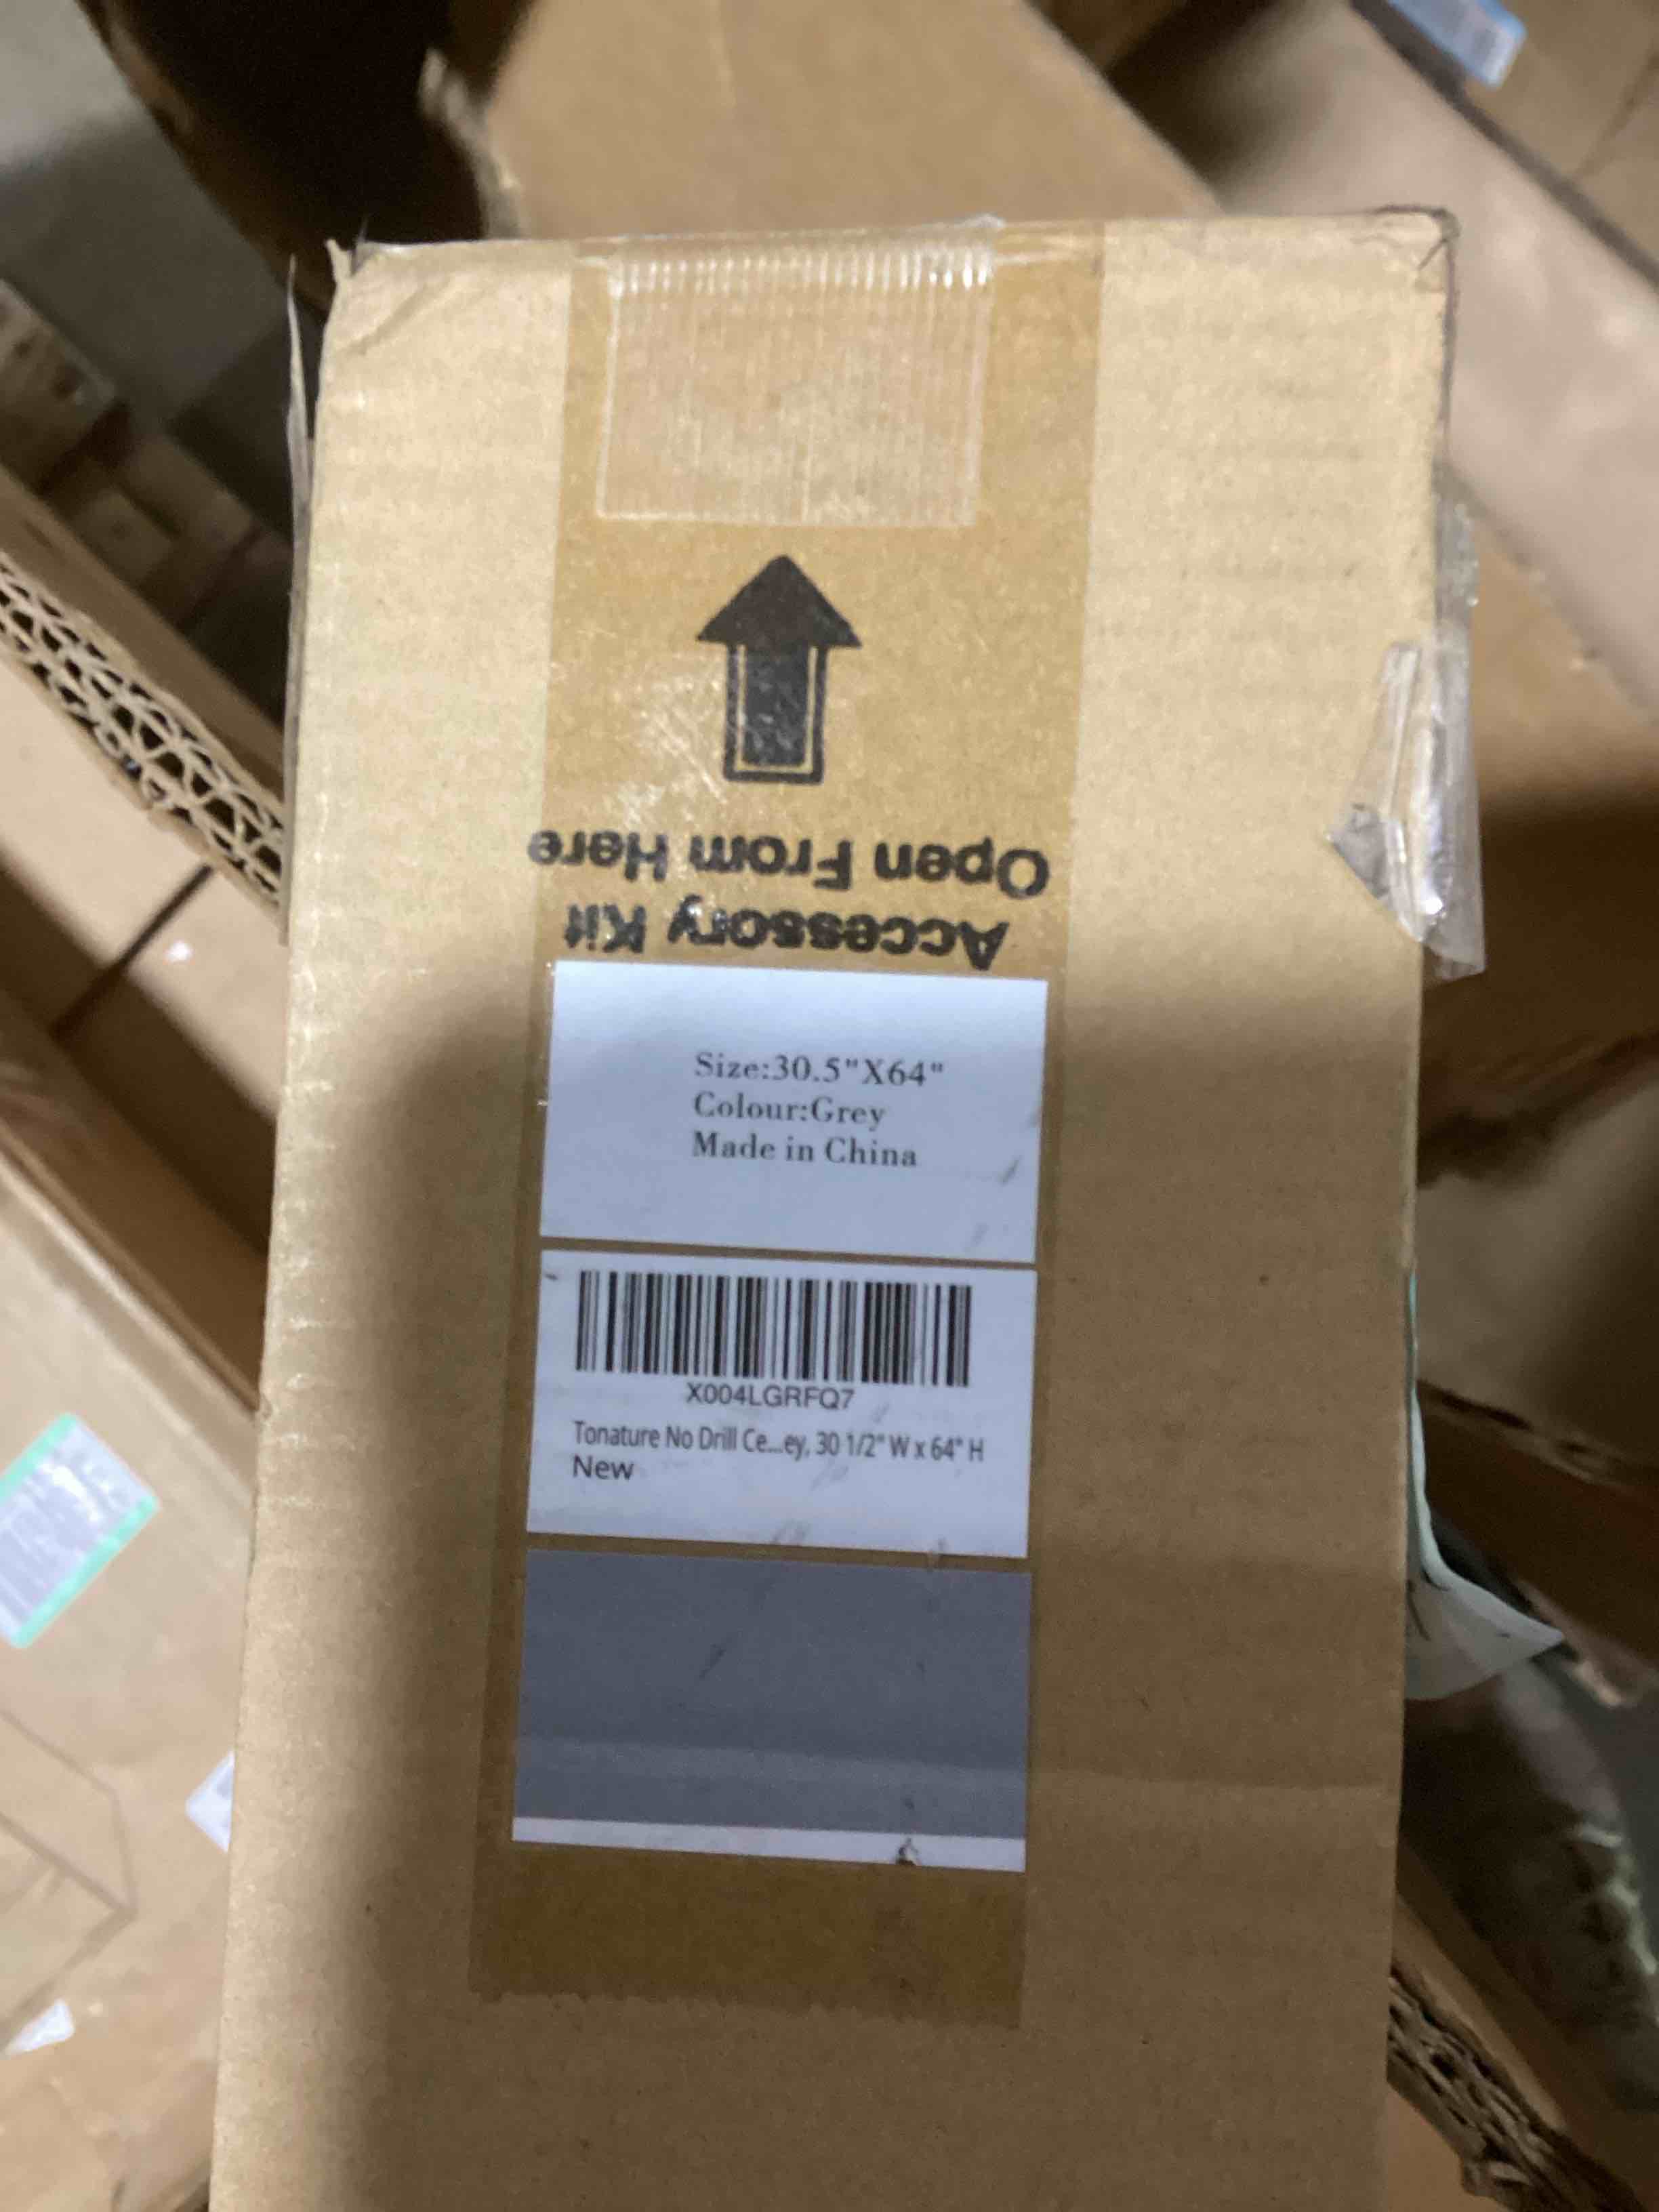 Accessory Kit
Open From Here
Size:30.5"X64"
Colour:Grey
Made in China
X004LGRFQ7
Tonature No Drill Ce...ey, 30 1/2" W x 64" H
New